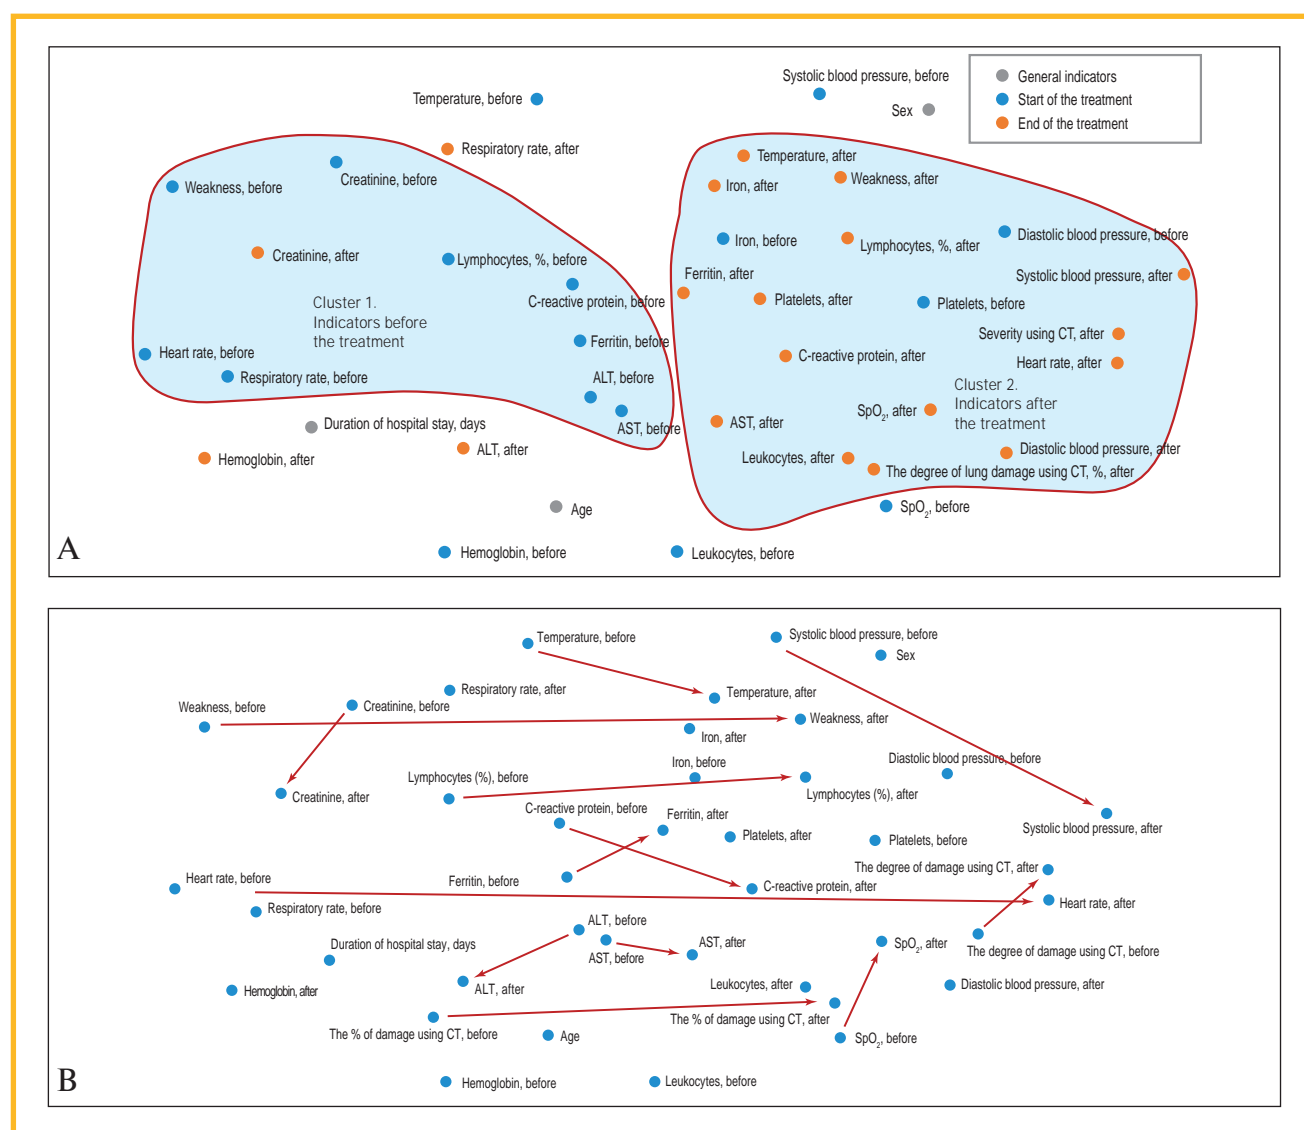 Systolic blood pressure, before
General indicators
Temperature, before
Start of the treatment
Sex
End of the treatment
Respiratory rate, after
Temperature, after
Creatinine, before
Weakness, before
Iron, after
Weakness, after
Iron, before
Lymphocytes, %, after
Diastolic blood pressure, before
Creatinine, after
Lymphocytes, %, before
Ferritin, after
Systolic blood pressure, after
C-reactive protein, before
Platelets, after
Platelets, before
Cluster 1.
Indicators before
the treatment
Ferritin, before
Severity using CT, after
Heart rate, before
C-reactive protein, after
Heart rate, after
Respiratory rate, before
ALT, before
Cluster 2.
Indicators after
the treatment
SpO2, after
AST, before
AST, after
Duration of hospital stay, days
Hemoglobin, after
ALT, after
Leukocytes, after
Diastolic blood pressure, after
The degree of lung damage using CT, %, after
Age
SpO2, before
A
Hemoglobin, before
Leukocytes, before
Temperature, before
Systolic blood pressure, before
Sex
Respiratory rate, after
Temperature, after
Weakness, before
Creatinine, before
Weakness, after
Iron, after
Iron, before
Diastolic blood pressure, before
Lymphocytes (%), before
Creatinine, after
Lymphocytes (%), after
C-reactive protein, before
Ferritin, after
Systolic blood pressure, after
Platelets, after
Platelets, before
The degree of damage using CT, after
Heart rate, before
Ferritin, before
C-reactive protein, after
Heart rate, after
Respiratory rate, before
ALT, before
Duration of hospital stay, days
AST, before
AST, after
SpO2, after
The degree of damage using CT, before
Hemoglobin, after
ALT, after
Leukocytes, after
Diastolic blood pressure, after
The % of damage using CT, before
Age
The % of damage using CT, after
SpO2, before
B
Hemoglobin, before
Leukocytes, before